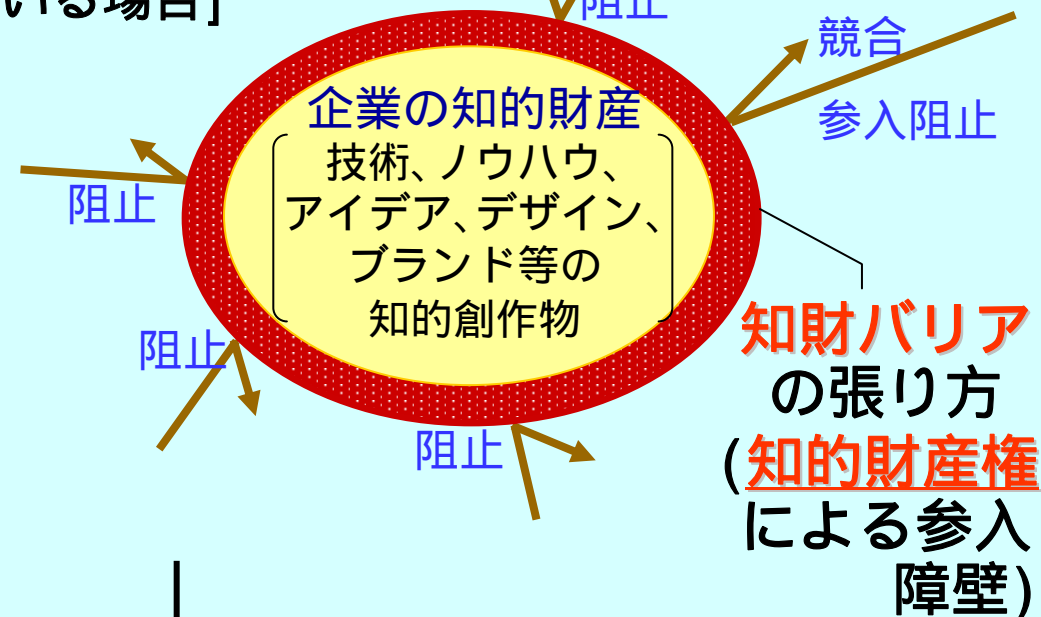 いる場合]
阻止
競合
参入阻止
企業の知的財産
技術、ノウハウ、
アイデア、デザイン、
ブランド等の
知的創作物
阻止
阻止
阻止
知財バリア
の張り方
(知的財産権
による参入
障壁)